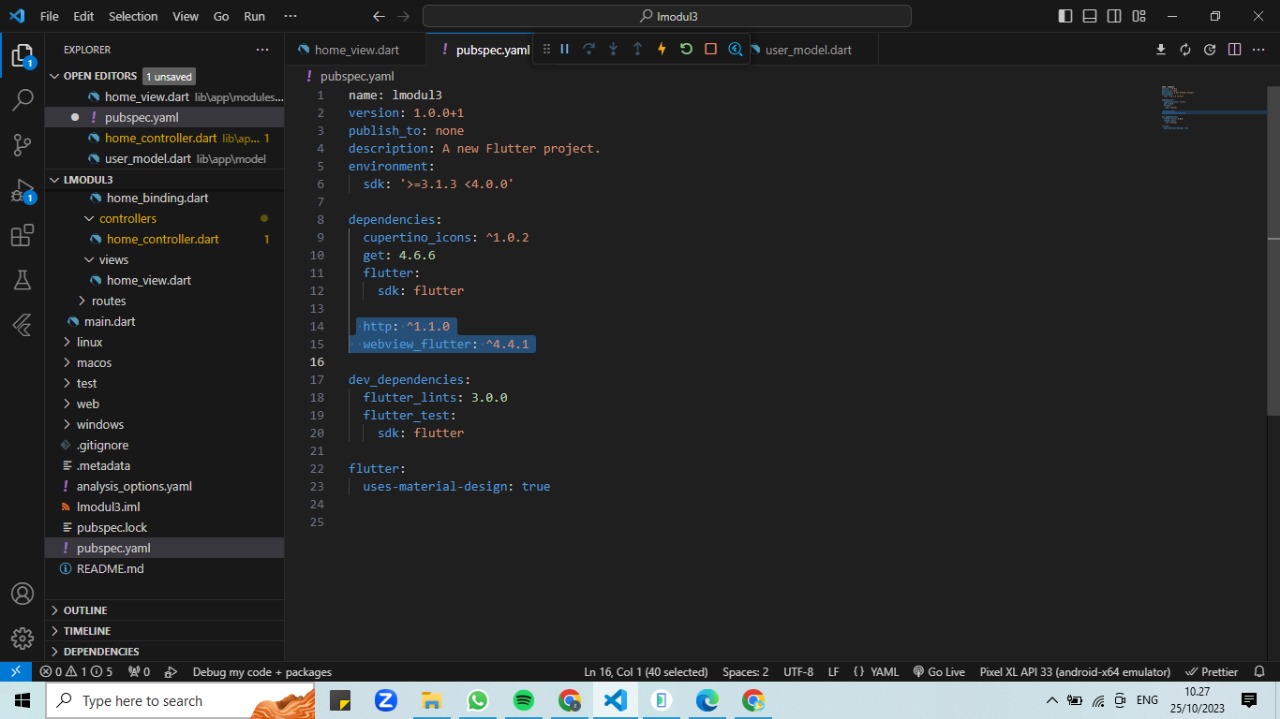 File Edit Selection View Go Run ··· lmodul3
EXPLORER ···
OPEN EDITORS 1 unsaved
home_view.dart lib\app\modules...
pubspec.yaml
home_controller.dart lib\ap... 1
user_model.dart lib\app\model
LMODUL3
home_binding.dart
controllers
home_controller.dart 1
views
home_view.dart
routes
main.dart
linux
macos
test
web
windows
.gitignore
.metadata
analysis_options.yaml
lmodul3.iml
pubspec.lock
pubspec.yaml
README.md
OUTLINE
TIMELINE
DEPENDENCIES
1
1
home_view.dart pubspec.yaml user_model.dart
pubspec.yaml
1 name: lmodul3
2 version: 1.0.0+1
3 publish_to: none
4 description: A new Flutter project.
5 environment:
6 sdk: '>=3.1.3 <4.0.0'
7
8 dependencies:
9 cupertino_icons: ^1.0.2
10 get: 4.6.6
11 flutter:
12 sdk: flutter
13
14 http: ^1.1.0
15 webview_flutter: ^4.4.1
16
17 dev_dependencies:
18 flutter_lints: 3.0.0
19 flutter_test:
20 sdk: flutter
21
22 flutter:
23 uses-material-design: true
24
25
0 1 5 0 Debug my code + packages Ln 16, Col 1 (40 selected) Spaces: 2 UTF-8 LF {} YAML Go Live Pixel XL API 33 (android-x64 emulator) Prettier
Type here to search ENG 10.27
25/10/2023